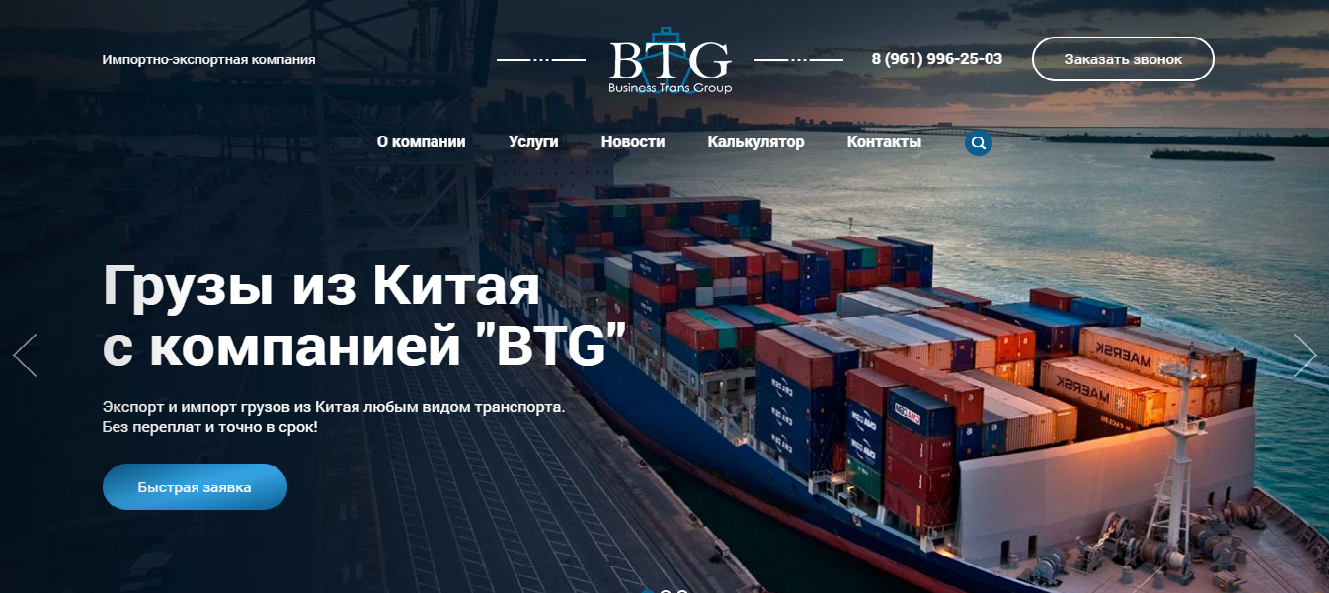 Импортно-экспортная компания
BTG
Business Trans Group
8 (961) 996-25-03
Заказать звонок
О компании
Услуги
Новости
Калькулятор
Контакты
Грузы из Китая
с компанией "BTG"
Экспорт и импорт грузов из Китая любым видом транспорта.
Без переплат и точно в срок!
Быстрая заявка
MAERSK
MAERSK